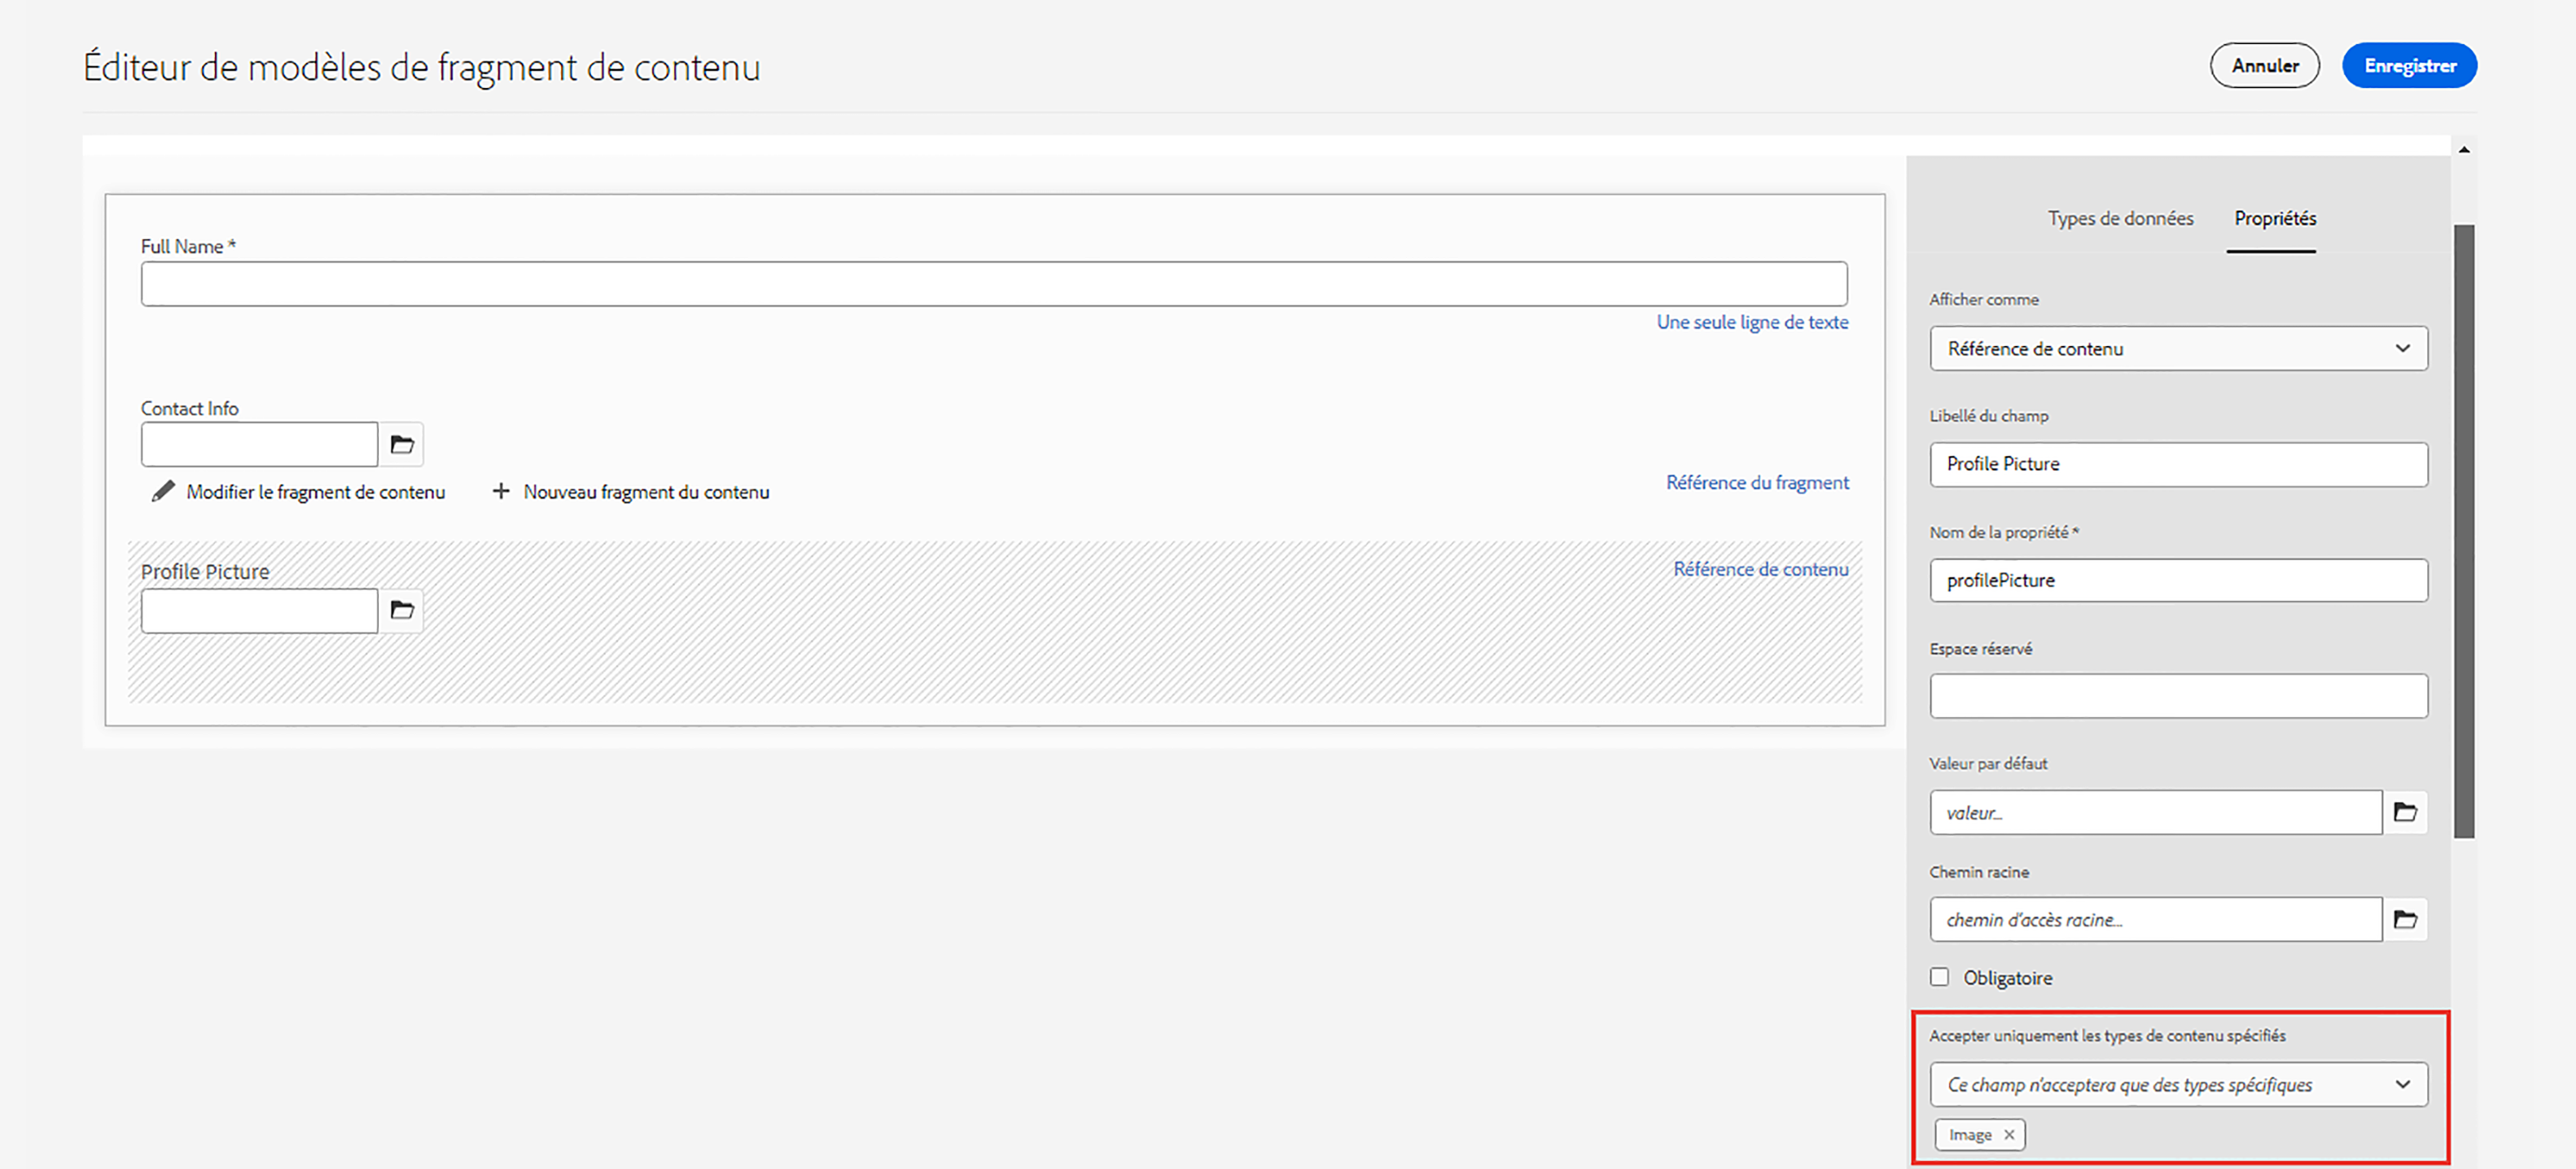 Éditeur de modèles de fragment de contenu
Annuler
Enregistrer
Full Name *
Une seule ligne de texte
Contact Info
Modifier le fragment de contenu
Nouveau fragment du contenu
Référence du fragment
Profile Picture
Référence de contenu
Types de données
Propriétés
Afficher comme
Référence de contenu
Libellé du champ
Profile Picture
Nom de la propriété *
profilePicture
Espace réservé
Valeur par défaut
valeur...
Chemin racine
chemin d'accès racine...
Obligatoire
Accepter uniquement les types de contenu spécifiés
Ce champ n'acceptera que des types spécifiques
Image ×